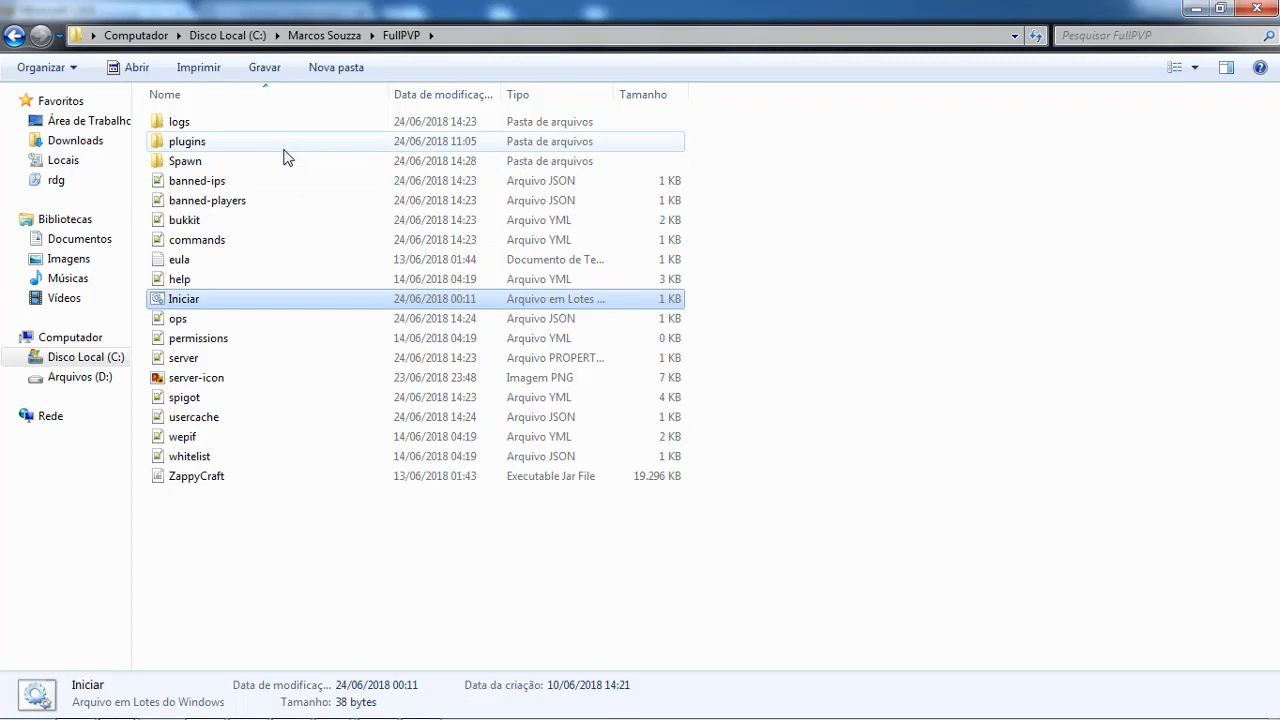 Computador Disco Local (C:) Marcos Souzza FullPVP Pesquisar FullPVP
Organizar Abrir Imprimir Gravar Nova pasta
Favoritos
Área de Trabalho
Downloads
Locais
rdg
Bibliotecas
Documentos
Imagens
Músicas
Vídeos
Computador
Disco Local (C:)
Arquivos (D:)
Rede
Nome Data de modificaç... Tipo Tamanho
logs 24/06/2018 14:23 Pasta de arquivos
plugins 24/06/2018 11:05 Pasta de arquivos
Spawn 24/06/2018 14:28 Pasta de arquivos
banned-ips 24/06/2018 14:23 Arquivo JSON 1 KB
banned-players 24/06/2018 14:23 Arquivo JSON 1 KB
bukkit 24/06/2018 14:23 Arquivo YML 2 KB
commands 24/06/2018 14:23 Arquivo YML 1 KB
eula 13/06/2018 01:44 Documento de Te... 1 KB
help 14/06/2018 04:19 Arquivo YML 3 KB
Iniciar 24/06/2018 00:11 Arquivo em Lotes ... 1 KB
ops 24/06/2018 14:24 Arquivo JSON 1 KB
permissions 14/06/2018 04:19 Arquivo YML 0 KB
server 24/06/2018 14:23 Arquivo PROPERT... 1 KB
server-icon 23/06/2018 23:48 Imagem PNG 7 KB
spigot 24/06/2018 14:23 Arquivo YML 4 KB
usercache 24/06/2018 14:24 Arquivo JSON 1 KB
wepif 14/06/2018 04:19 Arquivo YML 2 KB
whitelist 14/06/2018 04:19 Arquivo JSON 1 KB
ZappyCraft 13/06/2018 01:43 Executable Jar File 19.296 KB
Iniciar Data de modificaç... 24/06/2018 00:11 Data da criação: 10/06/2018 14:21
Arquivo em Lotes do Windows Tamanho: 38 bytes